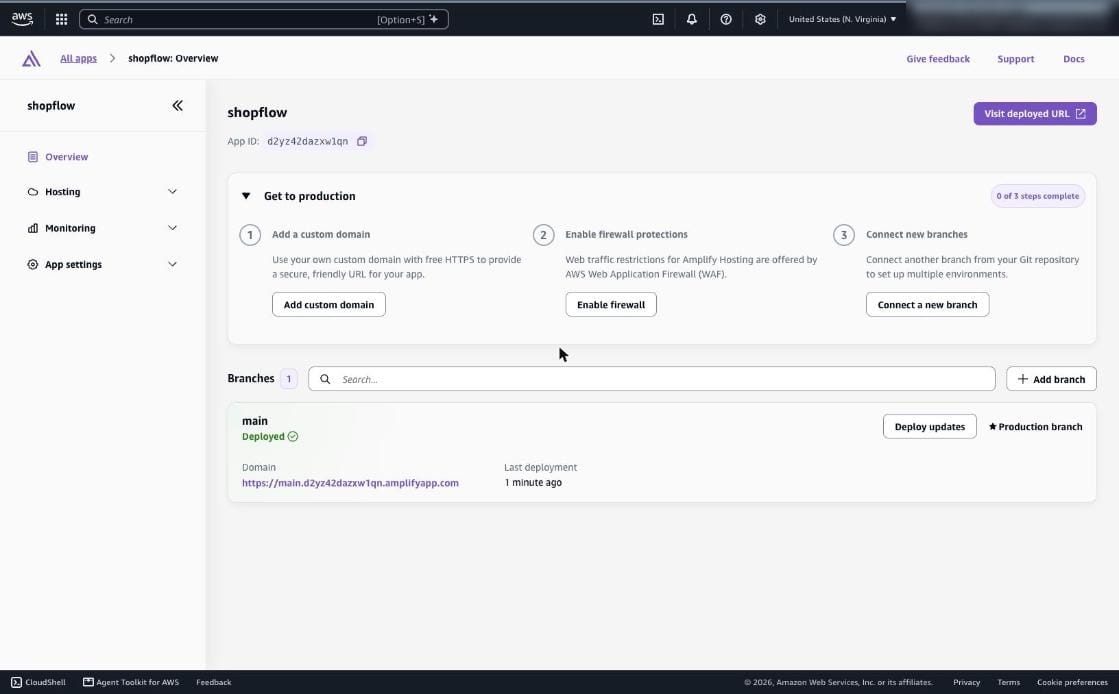 aws
Search
[Option+S]
United States (N. Virginia)
All apps
shopflow: Overview
Give feedback
Support
Docs
shopflow
Overview
Hosting
Monitoring
App settings
shopflow
Visit deployed URL
App ID: d2yz42dazxw1qn
Get to production
0 of 3 steps complete
1
Add a custom domain
Use your own custom domain with free HTTPS to provide
a secure, friendly URL for your app.
Add custom domain
2
Enable firewall protections
Web traffic restrictions for Amplify Hosting are offered by
AWS Web Application Firewall (WAF).
Enable firewall
3
Connect new branches
Connect another branch from your Git repository
to set up multiple environments.
Connect a new branch
Branches 1
Search...
Add branch
main
Deployed
Deploy updates
Production branch
Domain
https://main.d2yz42dazxw1qn.amplifyapp.com
Last deployment
1 minute ago
CloudShell
Agent Toolkit for AWS
Feedback
© 2026, Amazon Web Services, Inc. or its affiliates.
Privacy
Terms
Cookie preferences